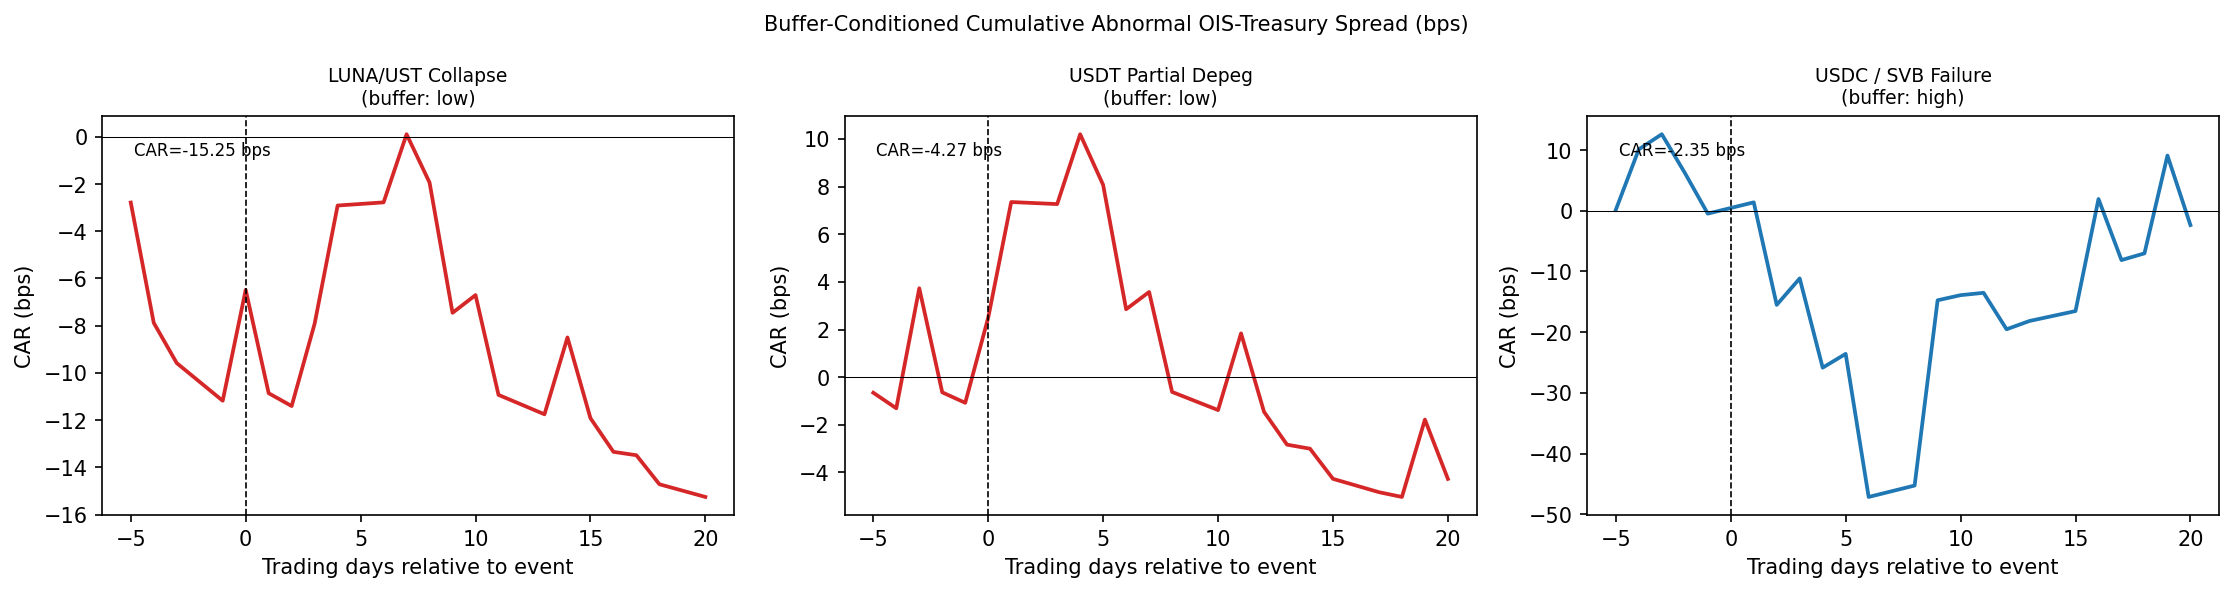 Buffer-Conditioned Cumulative Abnormal OIS-Treasury Spread (bps)
LUNA/UST Collapse
(buffer: low)
CAR=-15.25 bps
0
−2
−4
−6
−8
−10
−12
−14
−16
CAR (bps)
−5 0 5 10 15 20
Trading days relative to event
USDT Partial Depeg
(buffer: low)
CAR=-4.27 bps
10
8
6
4
2
0
−2
−4
CAR (bps)
−5 0 5 10 15 20
Trading days relative to event
USDC / SVB Failure
(buffer: high)
CAR=-2.35 bps
10
0
−10
−20
−30
−40
−50
CAR (bps)
−5 0 5 10 15 20
Trading days relative to event